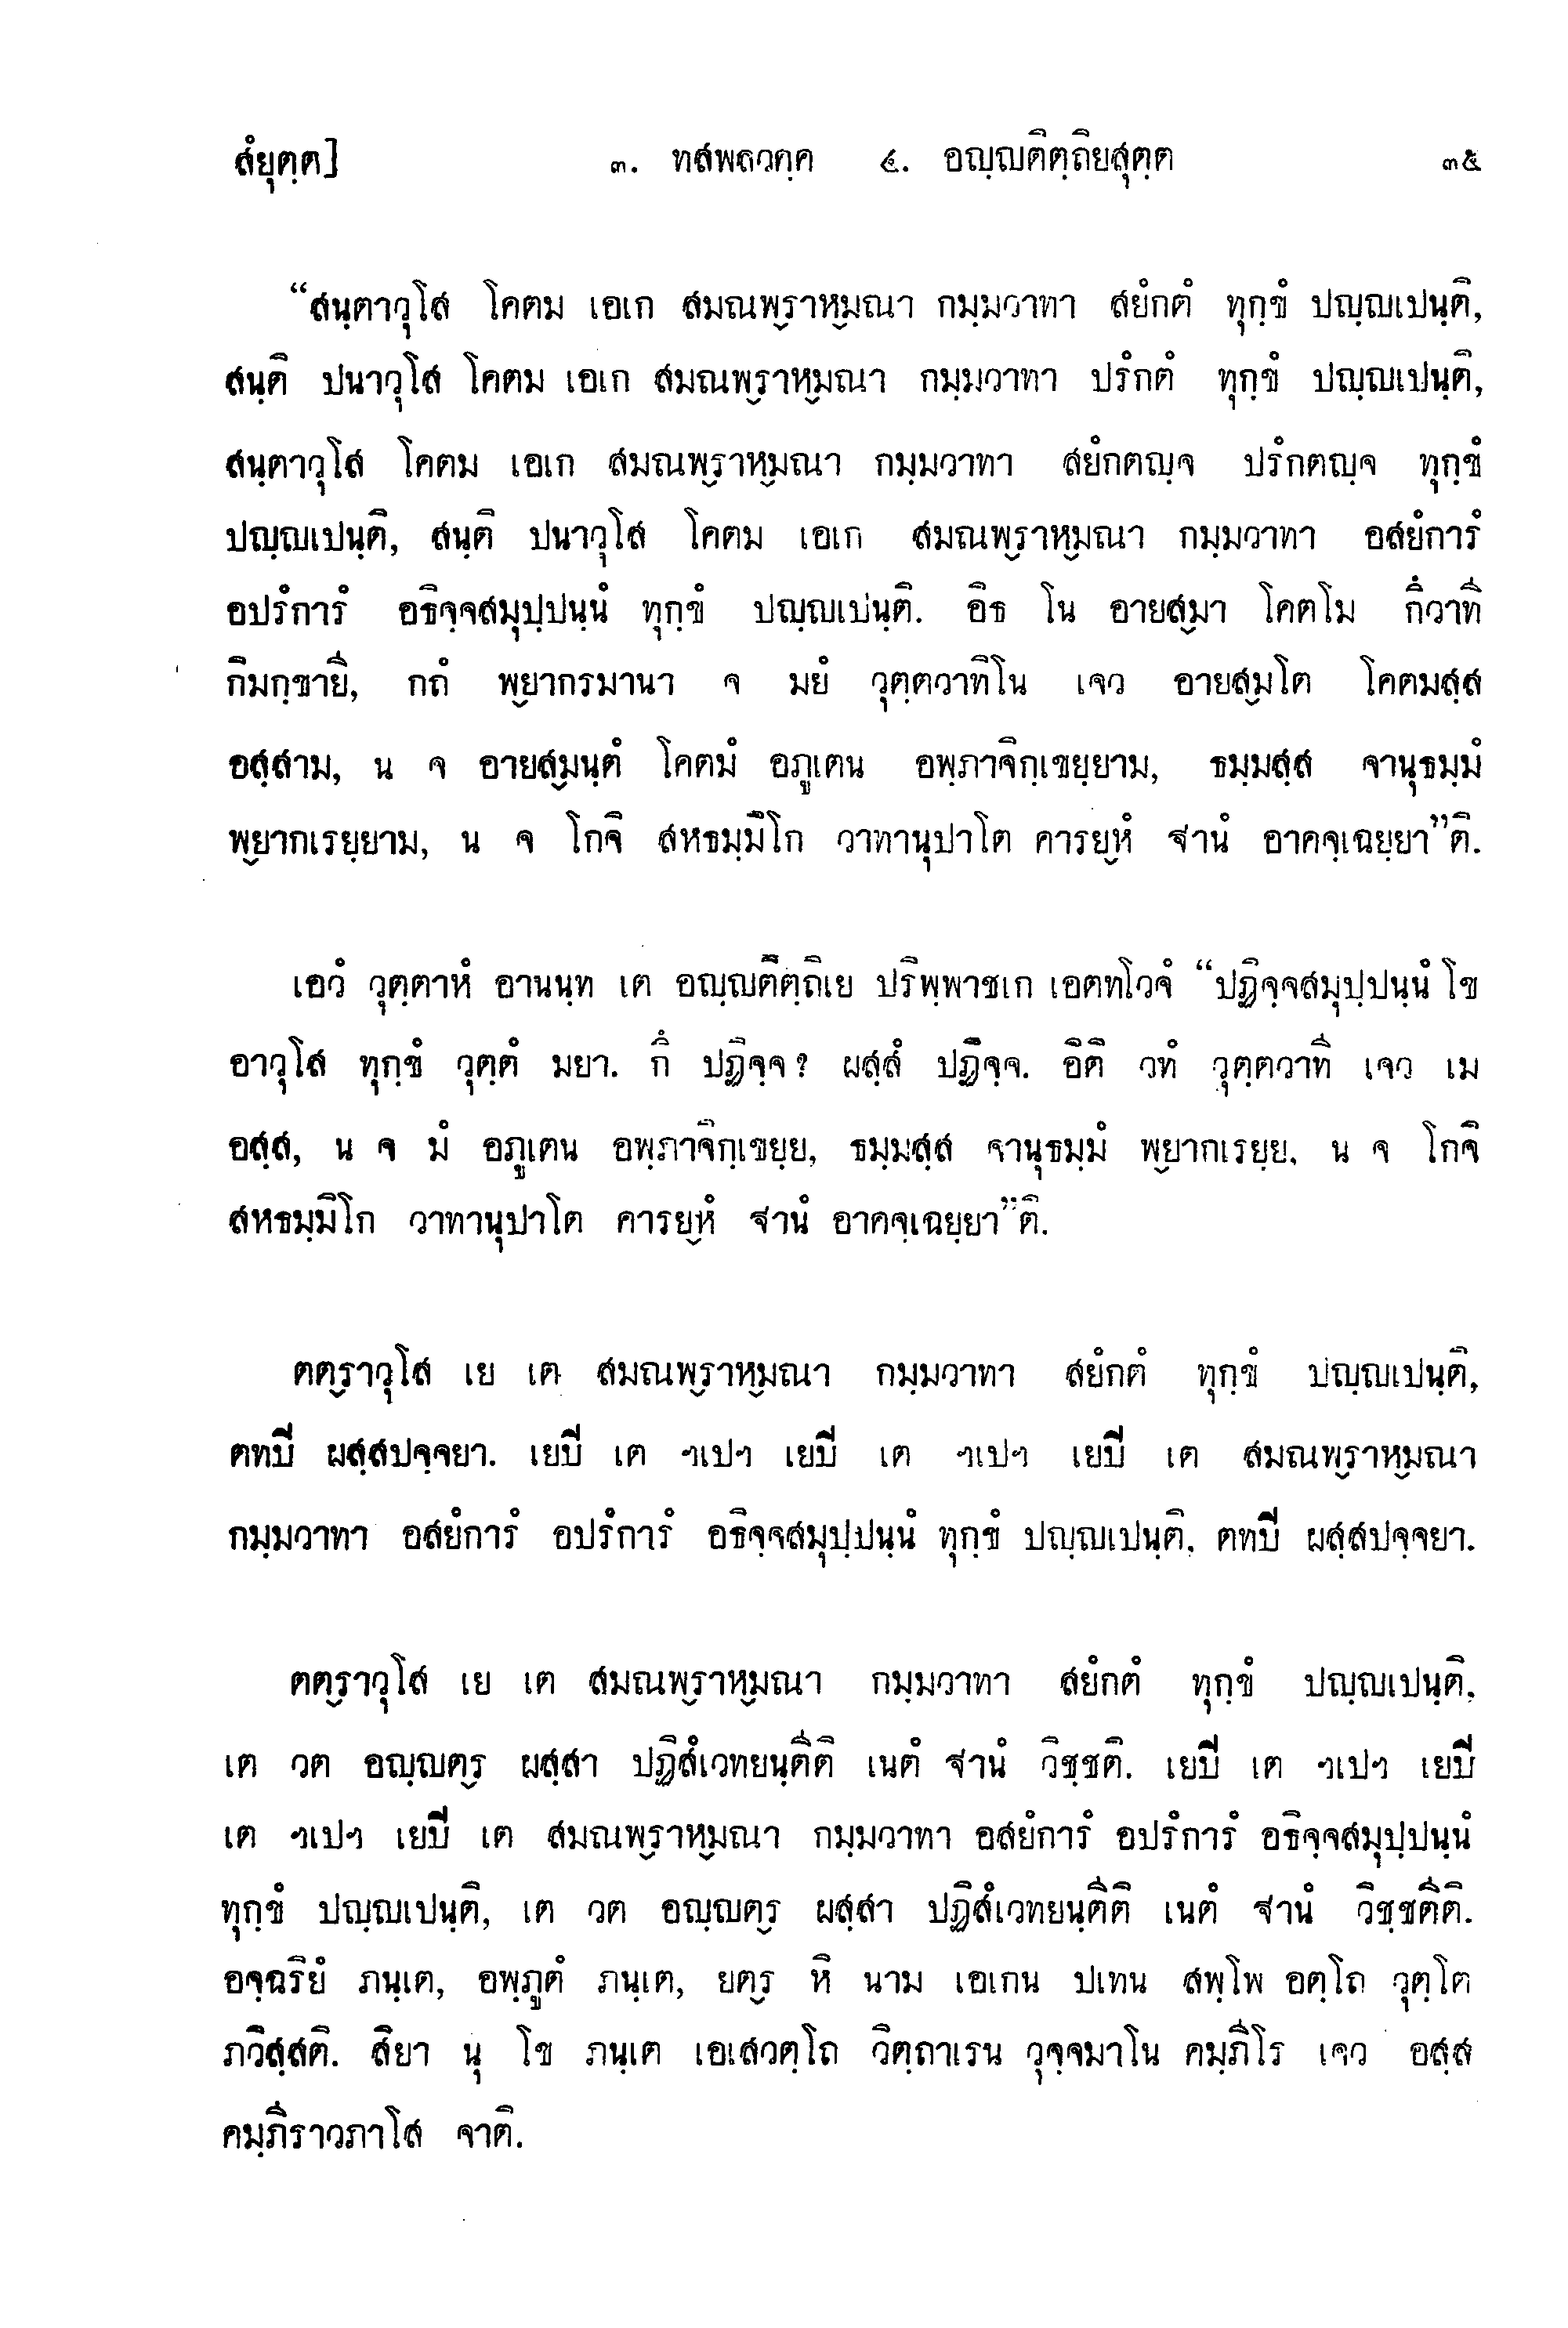 สํยุตฺต]	๓. ทสพลวคฺค ๔. อญฺญติตฺถิยสุตฺต	๓๕
“สนฺตาวุโส โคตม เอเก สมณพฺราหฺมณา กมฺมวาทา สยํกตํ ทุกฺขํ ปญฺญเปนฺติ,
สนฺติ ปนาวุโส โคตม เอเก สมณพฺราหฺมณา กมฺมวาทา ปรํกตํ ทุกฺขํ ปญฺญเปนฺติ,
สนฺตาวุโส โคตม เอเก สมณพฺราหฺมณา กมฺมวาทา สยํกตญฺจ ปรํกตญฺจ ทุกฺขํ
ปญฺญเปนฺติ, สนฺติ ปนาวุโส โคตม เอเก สมณพฺราหฺมณา กมฺมวาทา อสยํการํ
อปรํการํ อธิจฺจสมุปฺปนฺนํ ทุกฺขํ ปญฺญเปนฺติ. อิธ โน อายสฺมา โคตโม กึวาที
กิมกฺขายี, กถํ พฺยากรมานา จ มยํ วุตฺตวาทิโน เจว อายสฺมโต โคตมสฺส
อสฺสาม, น จ อายสฺมนฺตํ โคตมํ อภูเตน อพฺภาจิกฺเขยฺยาม, ธมฺมสฺส จานุธมฺมํ
พฺยากเรยฺยาม, น จ โกจิ สหธมฺมิโก วาทานุปาโต คารยฺหํ ฐานํ อาคจฺเฉยฺยา”ติ.
เอวํ วุตฺตาหํ อานนฺท เต อญฺญติตฺถิเย ปริพฺพาชเก เอตทโวจํ “ปฏิจฺจสมุปฺปนฺนํ โข
อาวุโส ทุกฺขํ วุตฺตํ มยา. กึ ปฏิจฺจ? ผสฺสํ ปฏิจฺจ. อิติ วทํ วุตฺตวาที เจว เม
อสฺส, น จ มํ อภูเตน อพฺภาจิกฺเขยฺย, ธมฺมสฺส จานุธมฺมํ พฺยากเรยฺย, น จ โกจิ
สหธมฺมิโก วาทานุปาโต คารยฺหํ ฐานํ อาคจฺเฉยฺยา”ติ.
ตตฺราวุโส เย เต สมณพฺราหฺมณา กมฺมวาทา สยํกตํ ทุกฺขํ ปญฺญเปนฺติ,
ตทปิ ผสฺสปจฺจยา. เยปิ เต ฯเปฯ เยปิ เต ฯเปฯ เยปิ เต สมณพฺราหฺมณา
กมฺมวาทา อสยํการํ อปรํการํ อธิจฺจสมุปฺปนฺนํ ทุกฺขํ ปญฺญเปนฺติ, ตทปิ ผสฺสปจฺจยา.
ตตฺราวุโส เย เต สมณพฺราหฺมณา กมฺมวาทา สยํกตํ ทุกฺขํ ปญฺญเปนฺติ,
เต วต อญฺญตฺร ผสฺสา ปฏิสํเวทยนฺตีติ เนตํ ฐานํ วิชฺชติ. เยปิ เต ฯเปฯ เยปิ
เต ฯเปฯ เยปิ เต สมณพฺราหฺมณา กมฺมวาทา อสยํการํ อปรํการํ อธิจฺจสมุปฺปนฺนํ
ทุกฺขํ ปญฺญเปนฺติ, เต วต อญฺญตฺร ผสฺสา ปฏิสํเวทยนฺตีติ เนตํ ฐานํ วิชฺชตีติ.
อจฺฉริยํ ภนฺเต, อพฺภูตํ ภนฺเต, ยตฺร หิ นาม เอเกน ปเทน สพฺโพ อตฺโถ วุตฺโต
ภวิสฺสติ. สิยา นุ โข ภนฺเต เอเสวตฺโถ วิตฺถาเรน วุจฺจมาโน คมฺภีโร เจว อสฺส
คมฺภีราวภาโส จาติ.